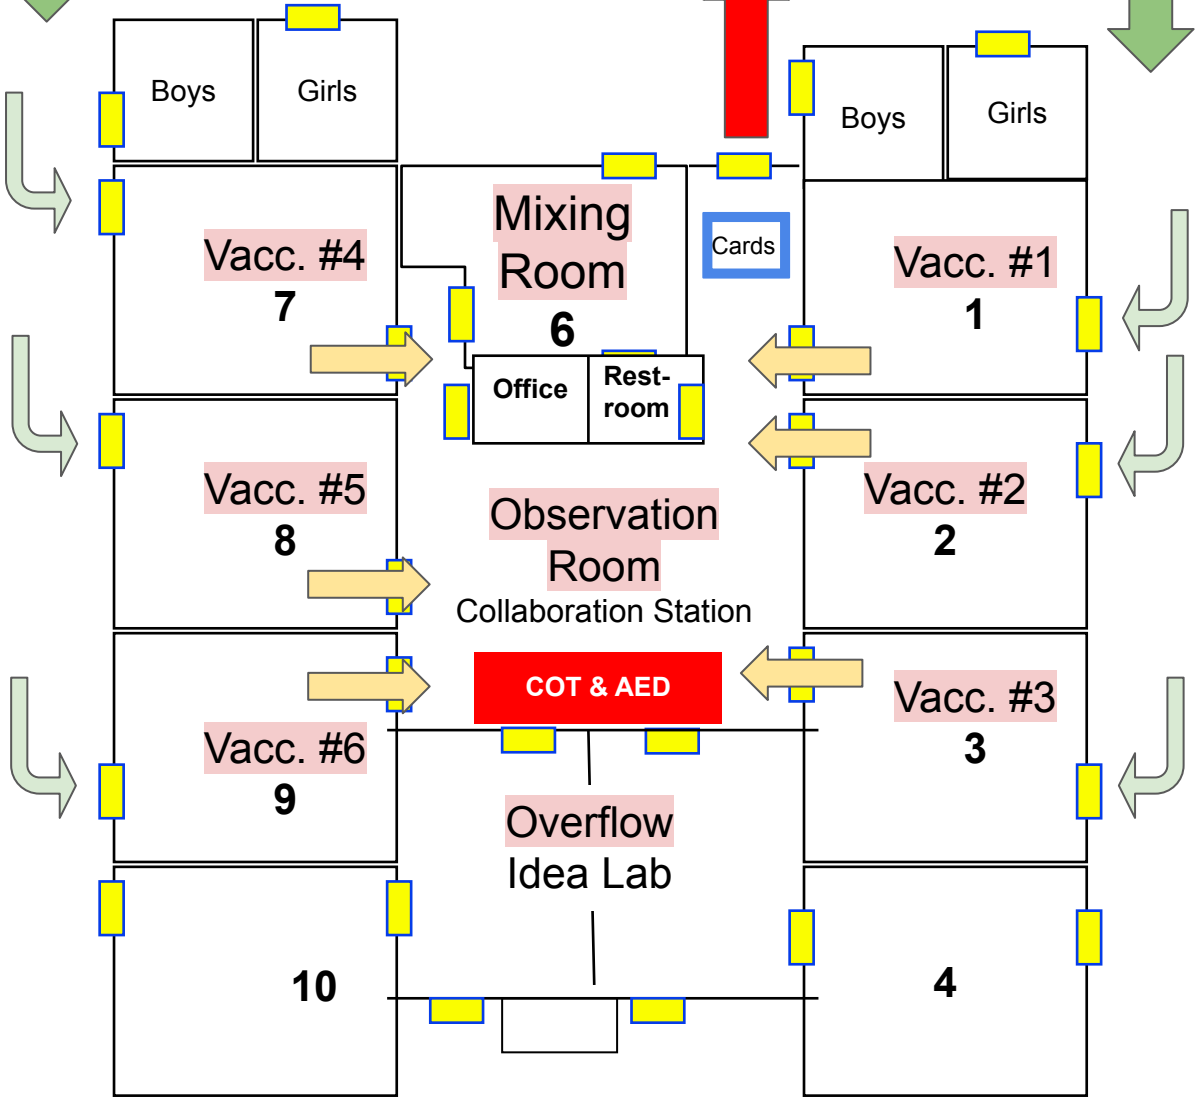 Boys
Girls
Boys
Girls
Vacc. #4
7
Mixing
Room
6
Cards
Vacc. #1
1
Office
Rest-
room
Vacc. #5
8
Observation
Room
Collaboration Station
Vacc. #2
2
COT & AED
Vacc. #6
9
Vacc. #3
3
Overflow
Idea Lab
10
4